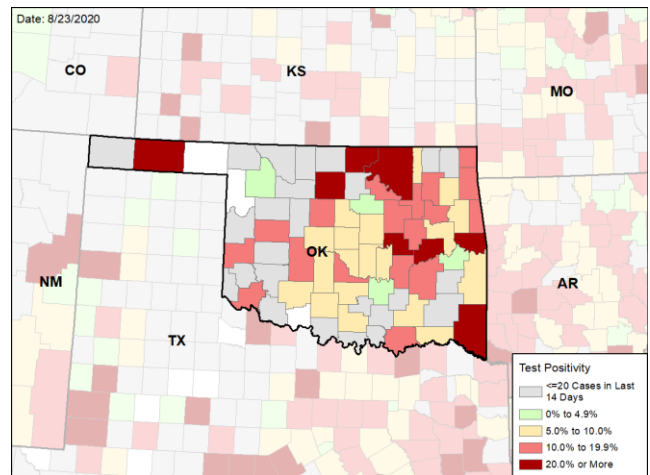 Date: 8/23/2020
CO
KS
MO
OK
NM
AR
TX
Test Positivity
<=20 Cases in Last
14 Days
0% to 4.9%
5.0% to 10.0%
10.0% to 19.9%
20.0% or More